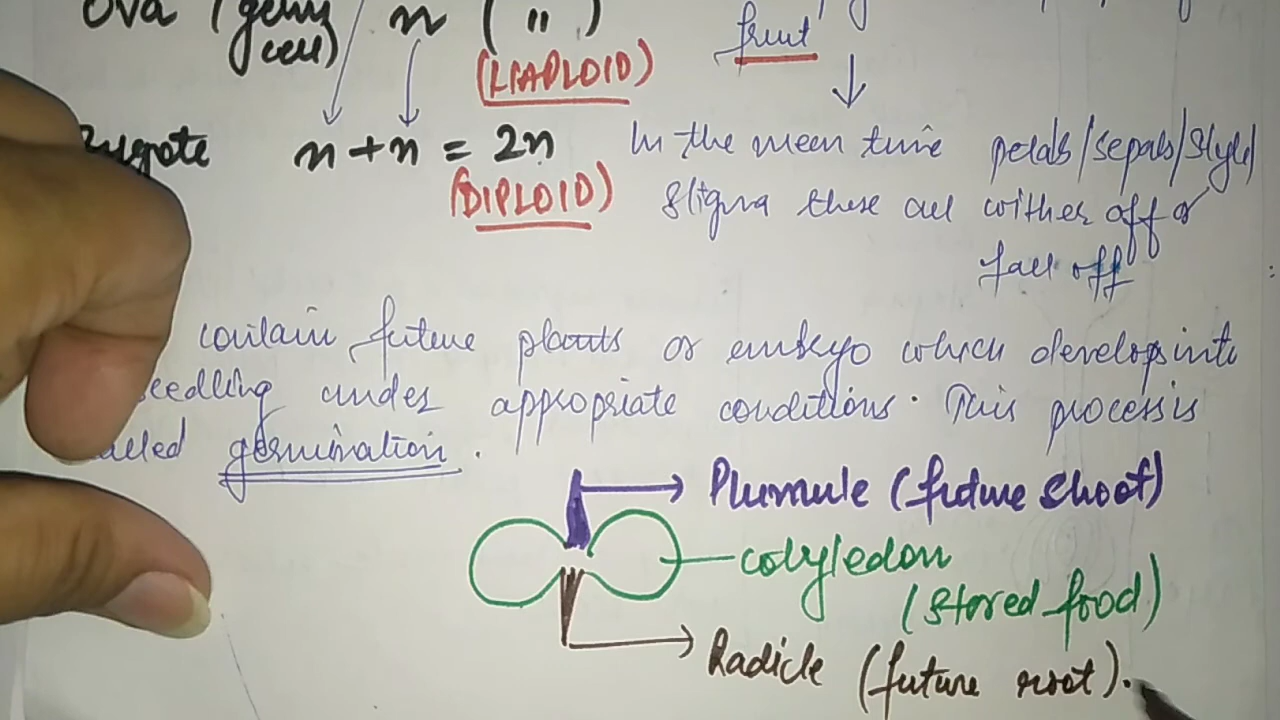 Ova (germ n ( " )
cell) (HAPLOID)
fruit
Zygote n + n = 2n
(DIPLOID)
In the mean time petals/sepals/style/
stigma these all wither off or
fall off
contain future plants or embryo which develops into
seedling under appropriate conditions. This process is
called germination.
Plumule (future shoot)
cotyledon
(stored food)
Radicle (future root).